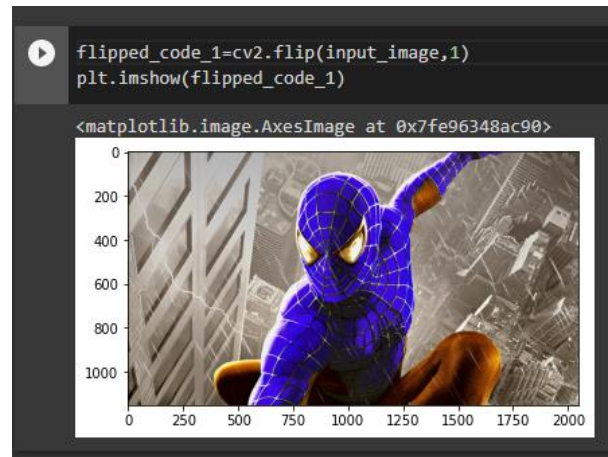 flipped_code_1=cv2.flip(input_image,1)
plt.imshow(flipped_code_1)
<matplotlib.image.AxesImage at 0x7fe96348ac90>
0
200
400
600
800
1000
0 250 500 750 1000 1250 1500 1750 2000